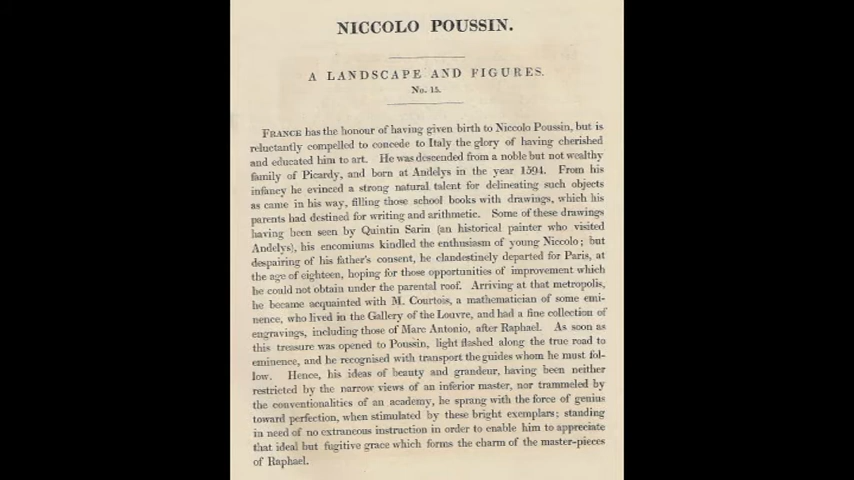 NICCOLO POUSSIN.
A LANDSCAPE AND FIGURES.
No. 15.
FRANCE has the honour of having given birth to Niccolo Poussin, but is
reluctantly compelled to concede to Italy the glory of having cherished
and educated him to art. He was descended from a noble but not wealthy
family of Picardy, and born at Andelys in the year 1594. From his
infancy he evinced a strong natural talent for delineating such objects
as came in his way, filling those school books with drawings, which his
parents had destined for writing and arithmetic. Some of these drawings
having been seen by Quintin Sarin (an historical painter who visited
Andelys), his encomiums kindled the enthusiasm of young Niccolo; but
despairing of his father's consent, he clandestinely departed for Paris, at
the age of eighteen, hoping for those opportunities of improvement which
he could not obtain under the parental roof. Arriving at that metropolis,
he became acquainted with M. Courtois, a mathematician of some emi-
nence, who lived in the Gallery of the Louvre, and had a fine collection of
engravings, including those of Marc Antonio, after Raphael. As soon as
this treasure was opened to Poussin, light flashed along the true road to
eminence, and he recognised with transport the guides whom he must fol-
low. Hence, his ideas of beauty and grandeur, having been neither
restricted by the narrow views of an inferior master, nor trammeled by
the conventionalities of an academy, he sprang with the force of genius
toward perfection, when stimulated by these bright exemplars; standing
in need of no extraneous instruction in order to enable him to appreciate
that ideal but fugitive grace which forms the charm of the master-pieces
of Raphael.